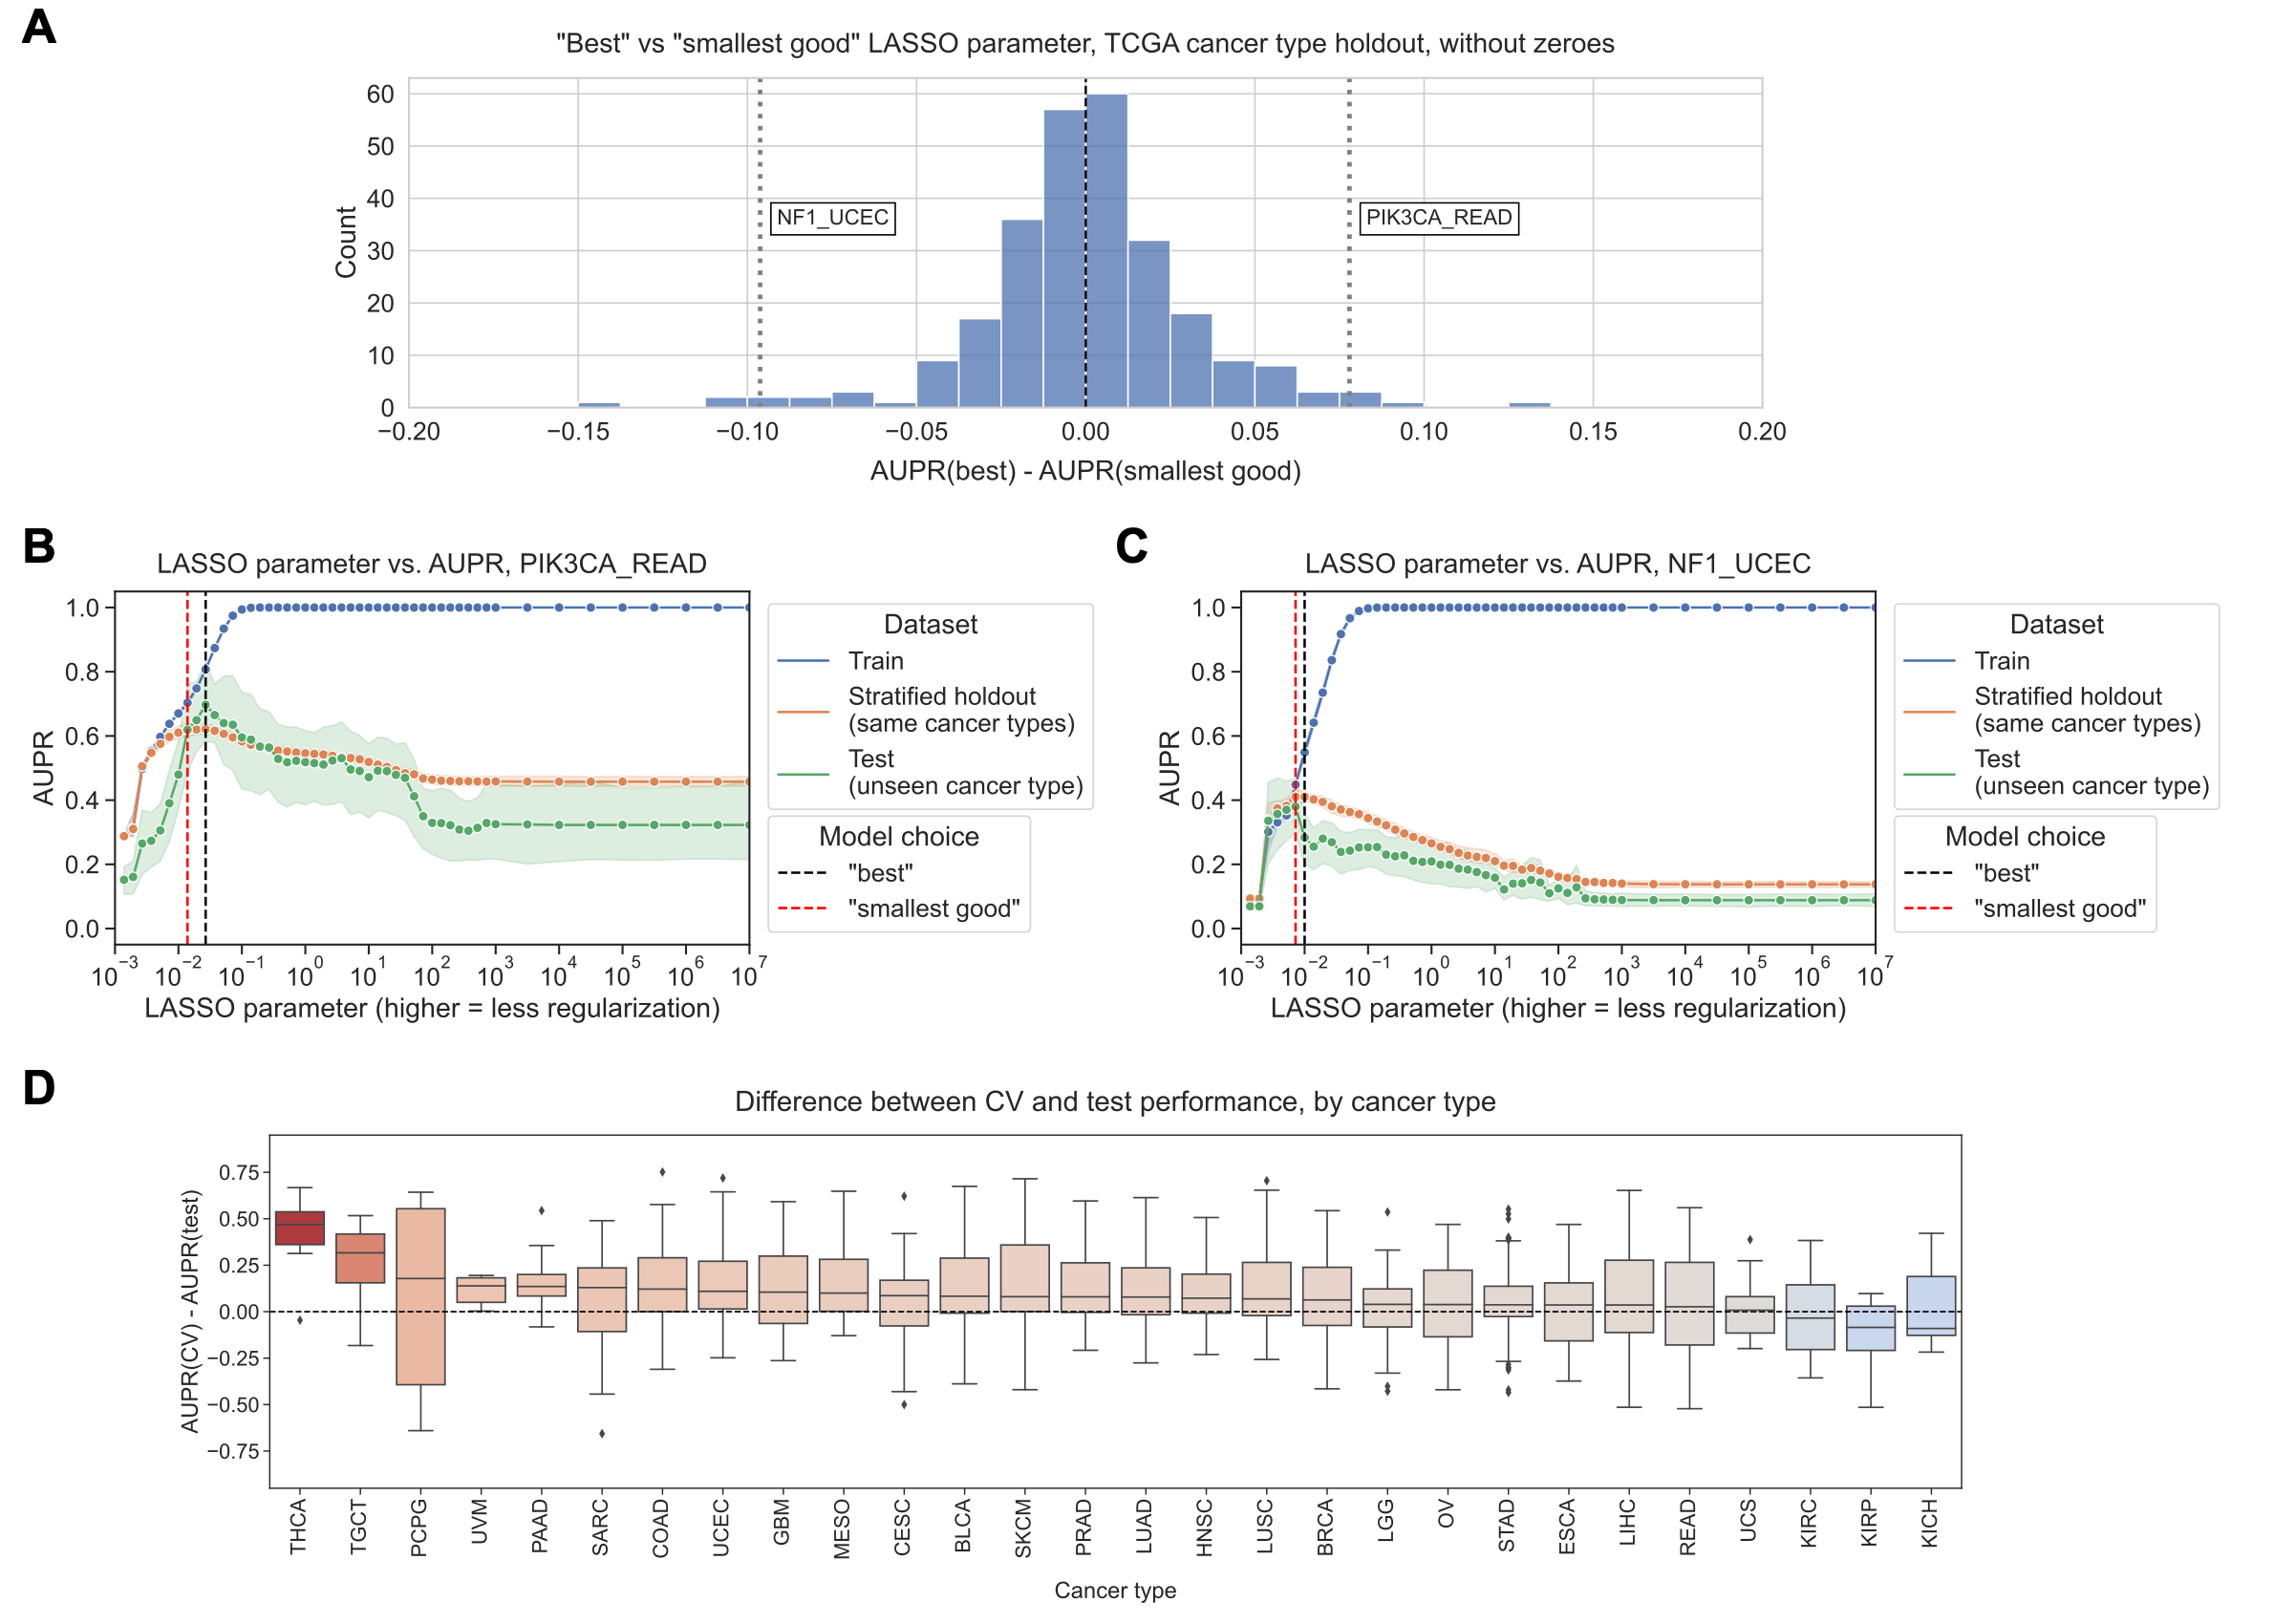 A
"Best" vs "smallest good" LASSO parameter, TCGA cancer type holdout, without zeroes
Count
60
50
40
30
20
10
0
NF1_UCEC
PIK3CA_READ
−0.20 −0.15 −0.10 −0.05 0.00 0.05 0.10 0.15 0.20
AUPR(best) - AUPR(smallest good)
B
LASSO parameter vs. AUPR, PIK3CA_READ
AUPR
1.0
0.8
0.6
0.4
0.2
0.0
10⁻³ 10⁻² 10⁻¹ 10⁰ 10¹ 10² 10³ 10⁴ 10⁵ 10⁶ 10⁷
LASSO parameter (higher = less regularization)
Dataset
Train
Stratified holdout
(same cancer types)
Test
(unseen cancer type)
Model choice
"best"
"smallest good"
C
LASSO parameter vs. AUPR, NF1_UCEC
AUPR
1.0
0.8
0.6
0.4
0.2
0.0
10⁻³ 10⁻² 10⁻¹ 10⁰ 10¹ 10² 10³ 10⁴ 10⁵ 10⁶ 10⁷
LASSO parameter (higher = less regularization)
Dataset
Train
Stratified holdout
(same cancer types)
Test
(unseen cancer type)
Model choice
"best"
"smallest good"
D
Difference between CV and test performance, by cancer type
AUPR(CV) - AUPR(test)
0.75
0.50
0.25
0.00
−0.25
−0.50
−0.75
THCA TGCT PCPG UVM PAAD SARC COAD UCEC GBM MESO CESC BLCA SKCM PRAD LUAD HNSC LUSC BRCA LGG OV STAD ESCA LIHC READ UCS KIRC KIRP KICH
Cancer type